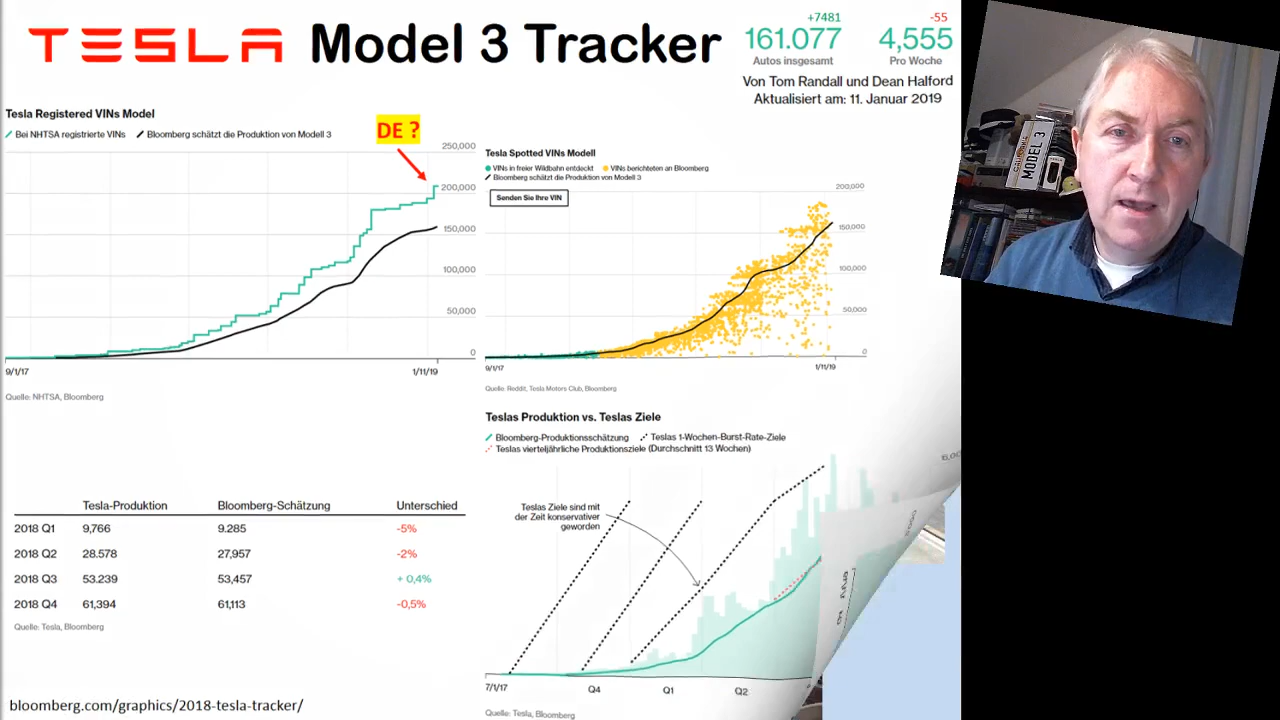 TESLA Model 3 Tracker
+7481
161.077
Autos insgesamt
-55
4,555
Pro Woche
Von Tom Randall und Dean Halford
Aktualisiert am: 11. Januar 2019
Tesla Registered VINs Model
Bei NHTSA registrierte VINs
Bloomberg schätzt die Produktion von Model 3
DE ?
250,000
200,000
150,000
100,000
50,000
0
9/1/17
1/11/19
Quelle: NHTSA, Bloomberg
Tesla Spotted VINs Modell
VINs in freier Wildbahn entdeckt
VINs berichteten an Bloomberg
Bloomberg schätzt die Produktion von Modell 3
Senden Sie Ihre VIN
200,000
150,000
100,000
50,000
0
9/1/17
1/11/19
Quelle: Reddit, Tesla Motors Club, Bloomberg
Teslas Produktion vs. Teslas Ziele
Bloomberg-Produktionsschätzung
Teslas 1-Wochen-Burst-Rate-Ziele
Teslas vierteljährliche Produktionsziele (Durchschnitt 13 Wochen)
Teslas Ziele sind mit
der Zeit konservativer
geworden
7/1/17
Q4
Q1
Q2
Quelle: Tesla, Bloomberg
Tesla-Produktion Bloomberg-Schätzung Unterschied
2018 Q1 9,766 9.285 -5%
2018 Q2 28.578 27,957 -2%
2018 Q3 53.239 53,457 + 0,4%
2018 Q4 61,394 61,113 -0,5%
Quelle: Tesla, Bloomberg
bloomberg.com/graphics/2018-tesla-tracker/
MODEL 3